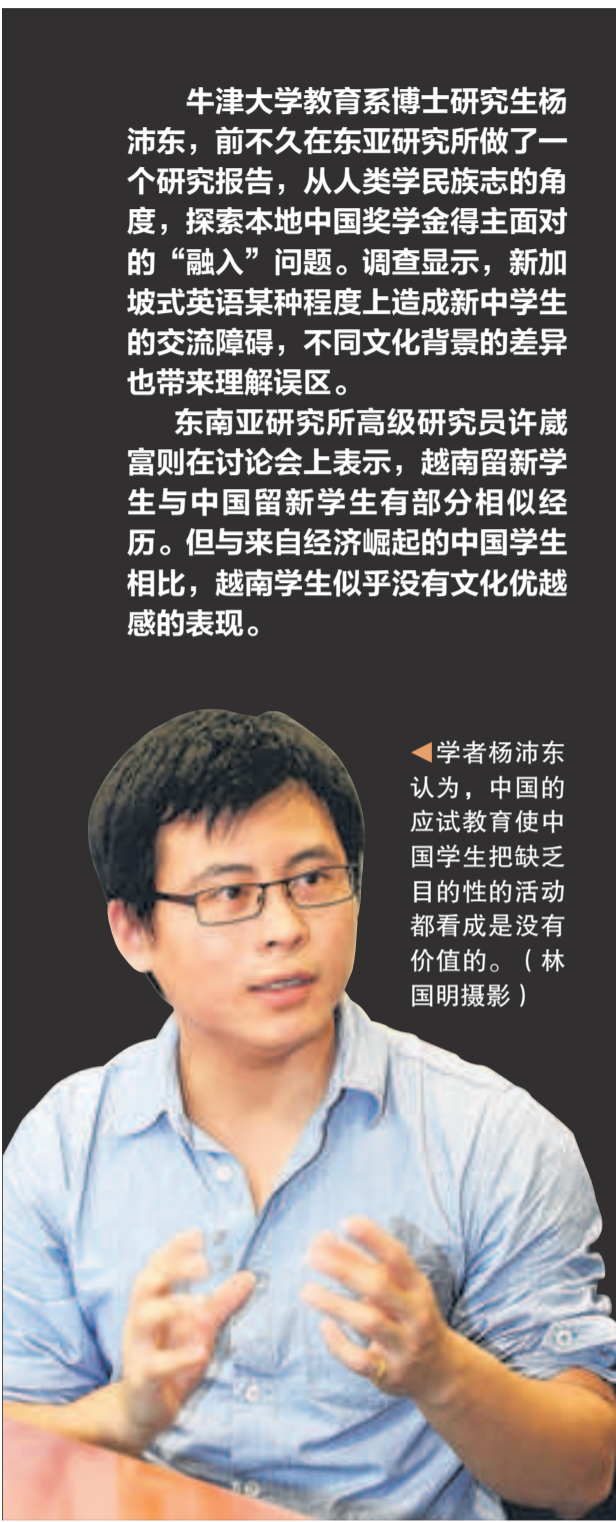 牛津大学教育系博士研究生杨
沛东，前不久在东亚研究所做了一
个研究报告，从人类学民族志的角
度，探索本地中国奖学金得主面对
的“融入”问题。调查显示，新加
坡式英语某种程度上造成新中学生
的交流障碍，不同文化背景的差异
也带来理解误区。
东南亚研究所高级研究员许崴
富则在讨论会上表示，越南留新学
生与中国留新学生有部分相似经
历。但与来自经济崛起的中国学生
相比，越南学生似乎没有文化优越
感的表现。
◀学者杨沛东
认为，中国的
应试教育使中
国学生把缺乏
目的性的活动
都看成是没有
价值的。（林
国明摄影）